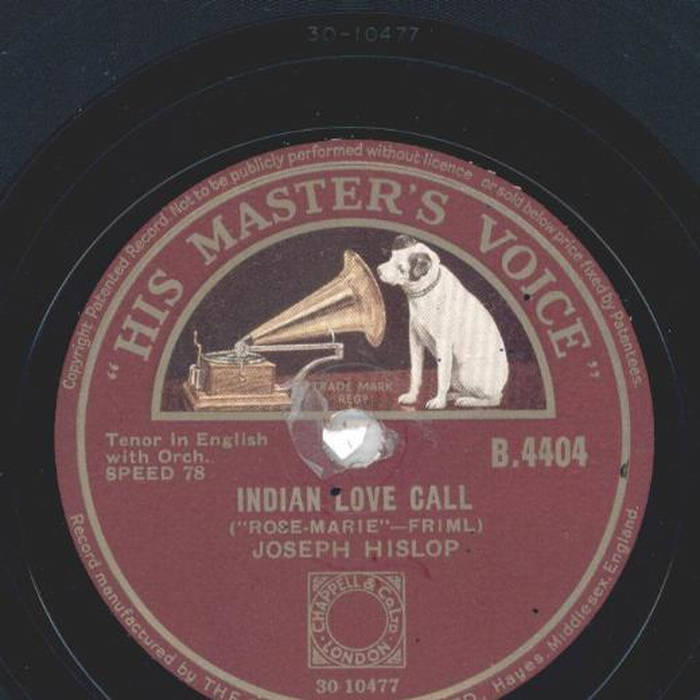 30-10477
Copyright Patented Record. Not to be publicly performed without licence or sold below price fixed by Patentees.
"HIS MASTER'S VOICE"
TRADE MARK
REGD
Tenor in English
with Orch.
SPEED 78
B.4404
INDIAN LOVE CALL
("ROSE-MARIE"—FRIML)
JOSEPH HISLOP
CHAPPELL & CO. LTD
LONDON
30-10477
Record manufactured by THE Hayes, Middlesex, England.